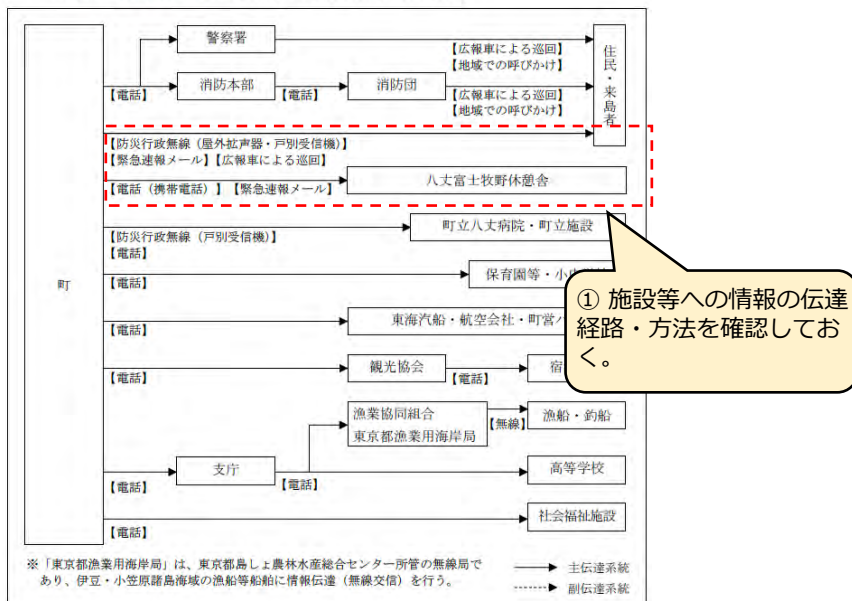 警察署
【広報車による巡回】
【地域での呼びかけ】
住民・来島者
【電話】
消防本部
【電話】
消防団
【広報車による巡回】
【地域での呼びかけ】
【防災行政無線（屋外拡声器・戸別受信機）】
【緊急速報メール】【広報車による巡回】
【電話（携帯電話）】【緊急速報メール】
八丈富士牧野休憩舎
町立八丈病院・町立施設
【防災行政無線（戸別受信機）】
【電話】
町
保育園等・小
【電話】
① 施設等への情報の伝達
経路・方法を確認してお
く。
東海汽船・航空会社・町営
【電話】
観光協会
【電話】
宿
【電話】
漁業協同組合
東京都漁業用海岸局
【無線】
漁船・釣船
支庁
高等学校
【電話】
【電話】
社会福祉施設
【電話】
※「東京都漁業用海岸局」は、東京都島しょ農林水産総合センター所管の無線局で
あり、伊豆・小笠原諸島海域の漁船等船舶に情報伝達（無線交信）を行う。
主伝達系統
副伝達系統